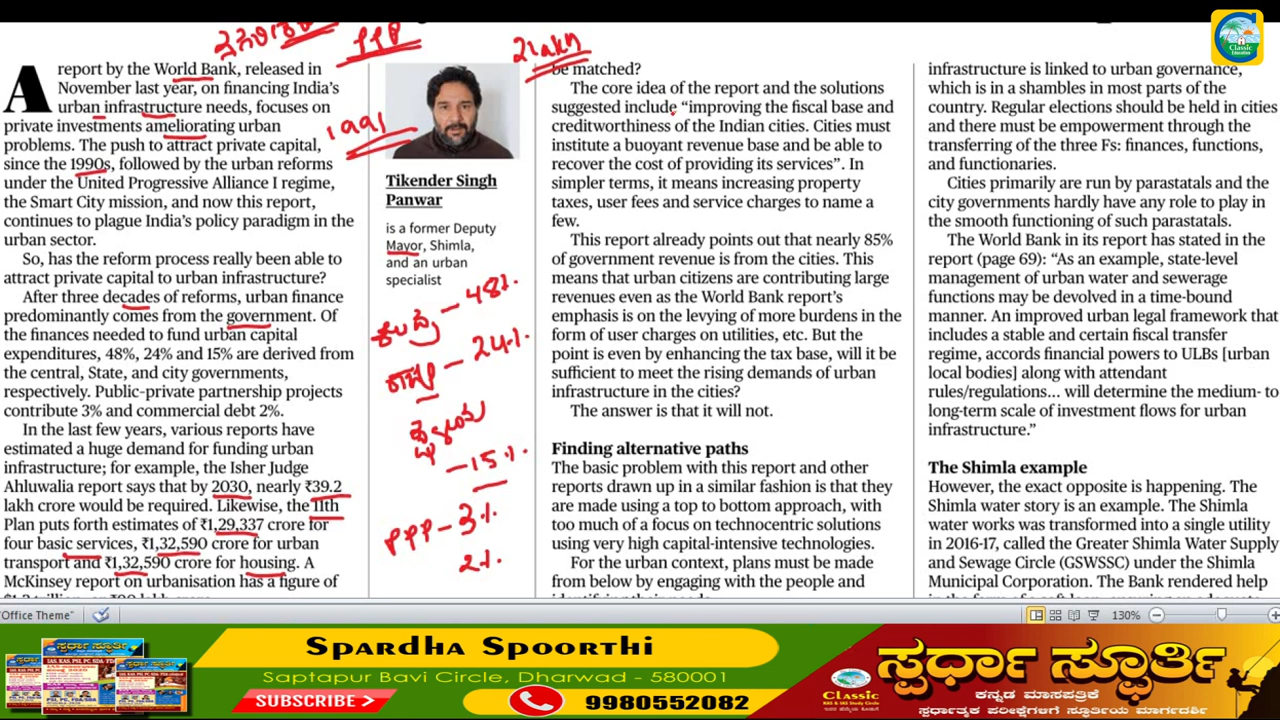 PPP
2 lakh
1991
A report by the World Bank, released in
November last year, on financing India's
urban infrastructure needs, focuses on
private investments ameliorating urban
problems. The push to attract private capital,
since the 1990s, followed by the urban reforms
under the United Progressive Alliance I regime,
the Smart City mission, and now this report,
continues to plague India's policy paradigm in the
urban sector.
So, has the reform process really been able to
attract private capital to urban infrastructure?
After three decades of reforms, urban finance
predominantly comes from the government. Of
the finances needed to fund urban capital
expenditures, 48%, 24% and 15% are derived from
the central, State, and city governments,
respectively. Public-private partnership projects
contribute 3% and commercial debt 2%.
In the last few years, various reports have
estimated a huge demand for funding urban
infrastructure; for example, the Isher Judge
Ahluwalia report says that by 2030, nearly ₹39.2
lakh crore would be required. Likewise, the 11th
Plan puts forth estimates of ₹1,29,337 crore for
four basic services, ₹1,32,590 crore for urban
transport and ₹1,32,590 crore for housing. A
McKinsey report on urbanisation has a figure of
Tikender Singh
Panwar
is a former Deputy
Mayor, Shimla,
and an urban
specialist
– 48%.
– 24%.
– 15%.
PPP – 3%
2%
be matched?
The core idea of the report and the solutions
suggested include “improving the fiscal base and
creditworthiness of the Indian cities. Cities must
institute a buoyant revenue base and be able to
recover the cost of providing its services”. In
simpler terms, it means increasing property
taxes, user fees and service charges to name a
few.
This report already points out that nearly 85%
of government revenue is from the cities. This
means that urban citizens are contributing large
revenues even as the World Bank report's
emphasis is on the levying of more burdens in the
form of user charges on utilities, etc. But the
point is even by enhancing the tax base, will it be
sufficient to meet the rising demands of urban
infrastructure in the cities?
The answer is that it will not.
Finding alternative paths
The basic problem with this report and other
reports drawn up in a similar fashion is that they
are made using a top to bottom approach, with
too much of a focus on technocentric solutions
using very high capital-intensive technologies.
For the urban context, plans must be made
from below by engaging with the people and
infrastructure is linked to urban governance,
which is in a shambles in most parts of the
country. Regular elections should be held in cities
and there must be empowerment through the
transferring of the three Fs: finances, functions,
and functionaries.
Cities primarily are run by parastatals and the
city governments hardly have any role to play in
the smooth functioning of such parastatals.
The World Bank in its report has stated in the
report (page 69): “As an example, state-level
management of urban water and sewerage
functions may be devolved in a time-bound
manner. An improved urban legal framework that
includes a stable and certain fiscal transfer
regime, accords financial powers to ULBs [urban
local bodies] along with attendant
rules/regulations... will determine the medium- to
long-term scale of investment flows for urban
infrastructure.”
The Shimla example
However, the exact opposite is happening. The
Shimla water story is an example. The Shimla
water works was transformed into a single utility
in 2016-17, called the Greater Shimla Water Supply
and Sewage Circle (GSWSSC) under the Shimla
Municipal Corporation. The Bank rendered help
Classic
Education
"Office Theme"
130%
Spardha Spoorthi
Saptapur Bavi Circle, Dharwad - 580001
SUBSCRIBE
9980552082
Classic
ಸ್ಪರ್ಧಾ ಸ್ಫೂರ್ತಿ
ಕನ್ನಡ ಮಾಸಪತ್ರಿಕೆ
ಸ್ಪರ್ಧಾತ್ಮಕ ಪರೀಕ್ಷೆಗಳಿಗೆ ಸ್ಫೂರ್ತಿದಾಯಕ ಮಾರ್ಗದರ್ಶಿ